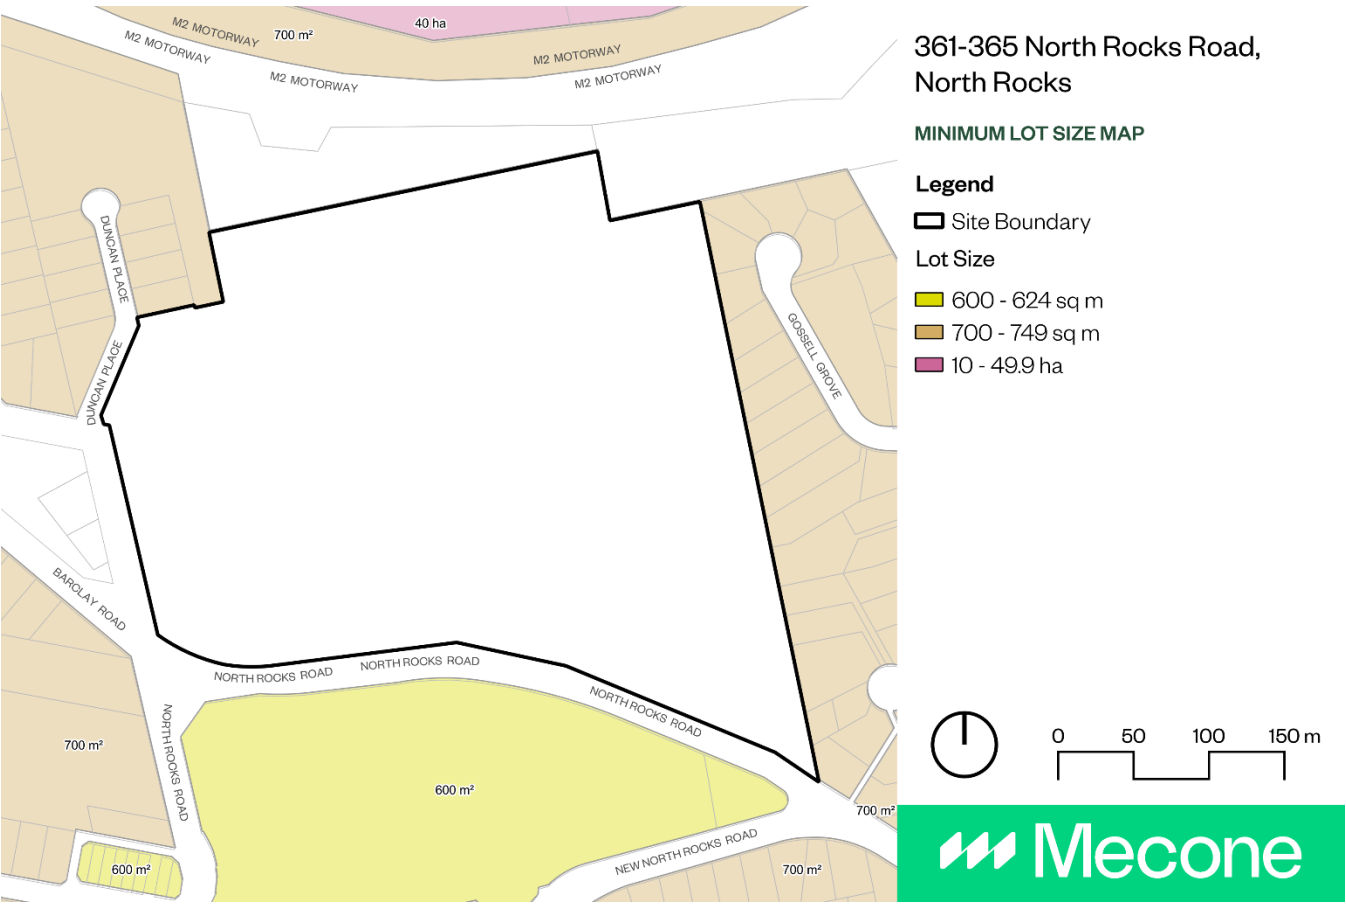 40 ha
M2 MOTORWAY
700 m²
M2 MOTORWAY
M2 MOTORWAY
M2 MOTORWAY
M2 MOTORWAY
DUNCAN PLACE
DUNCAN PLACE
GOSSELL GROVE
BARCLAY ROAD
NORTH ROCKS ROAD
NORTH ROCKS ROAD
NORTH ROCKS ROAD
NORTH ROCKS ROAD
700 m²
600 m²
700 m²
NEW NORTH ROCKS ROAD
600 m²
700 m²
361-365 North Rocks Road,
North Rocks
MINIMUM LOT SIZE MAP
Legend
Site Boundary
Lot Size
600 - 624 sq m
700 - 749 sq m
10 - 49.9 ha
0 50 100 150 m
Mecone